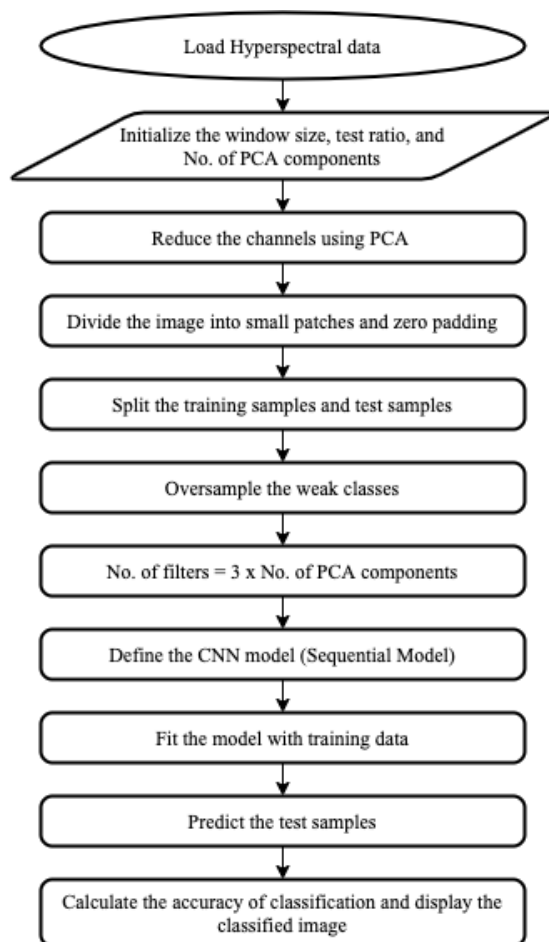 Load Hyperspectral data
Initialize the window size, test ratio, and
No. of PCA components
Reduce the channels using PCA
Divide the image into small patches and zero padding
Split the training samples and test samples
Oversample the weak classes
No. of filters = 3 x No. of PCA components
Define the CNN model (Sequential Model)
Fit the model with training data
Predict the test samples
Calculate the accuracy of classification and display the
classified image